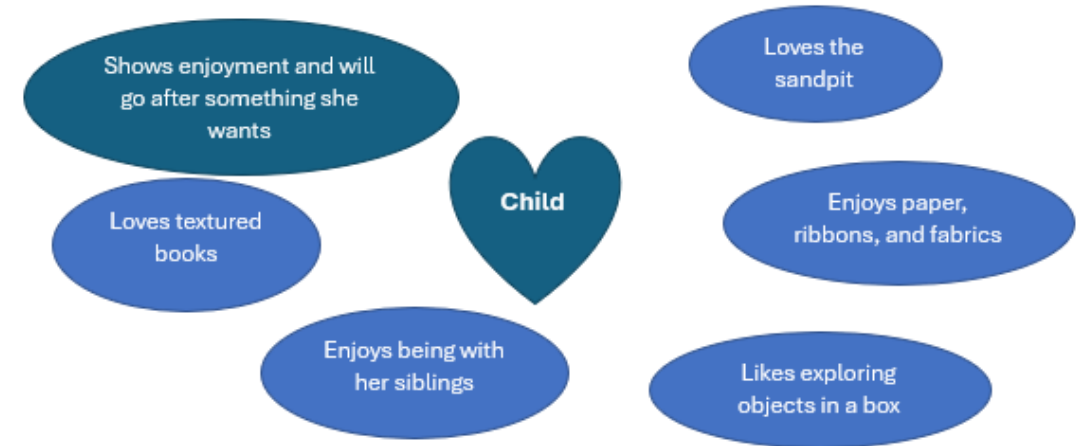 Shows enjoyment and will
go after something she
wants
Loves the
sandpit
Child
Loves textured
books
Enjoys paper,
ribbons, and fabrics
Enjoys being with
her siblings
Likes exploring
objects in a box